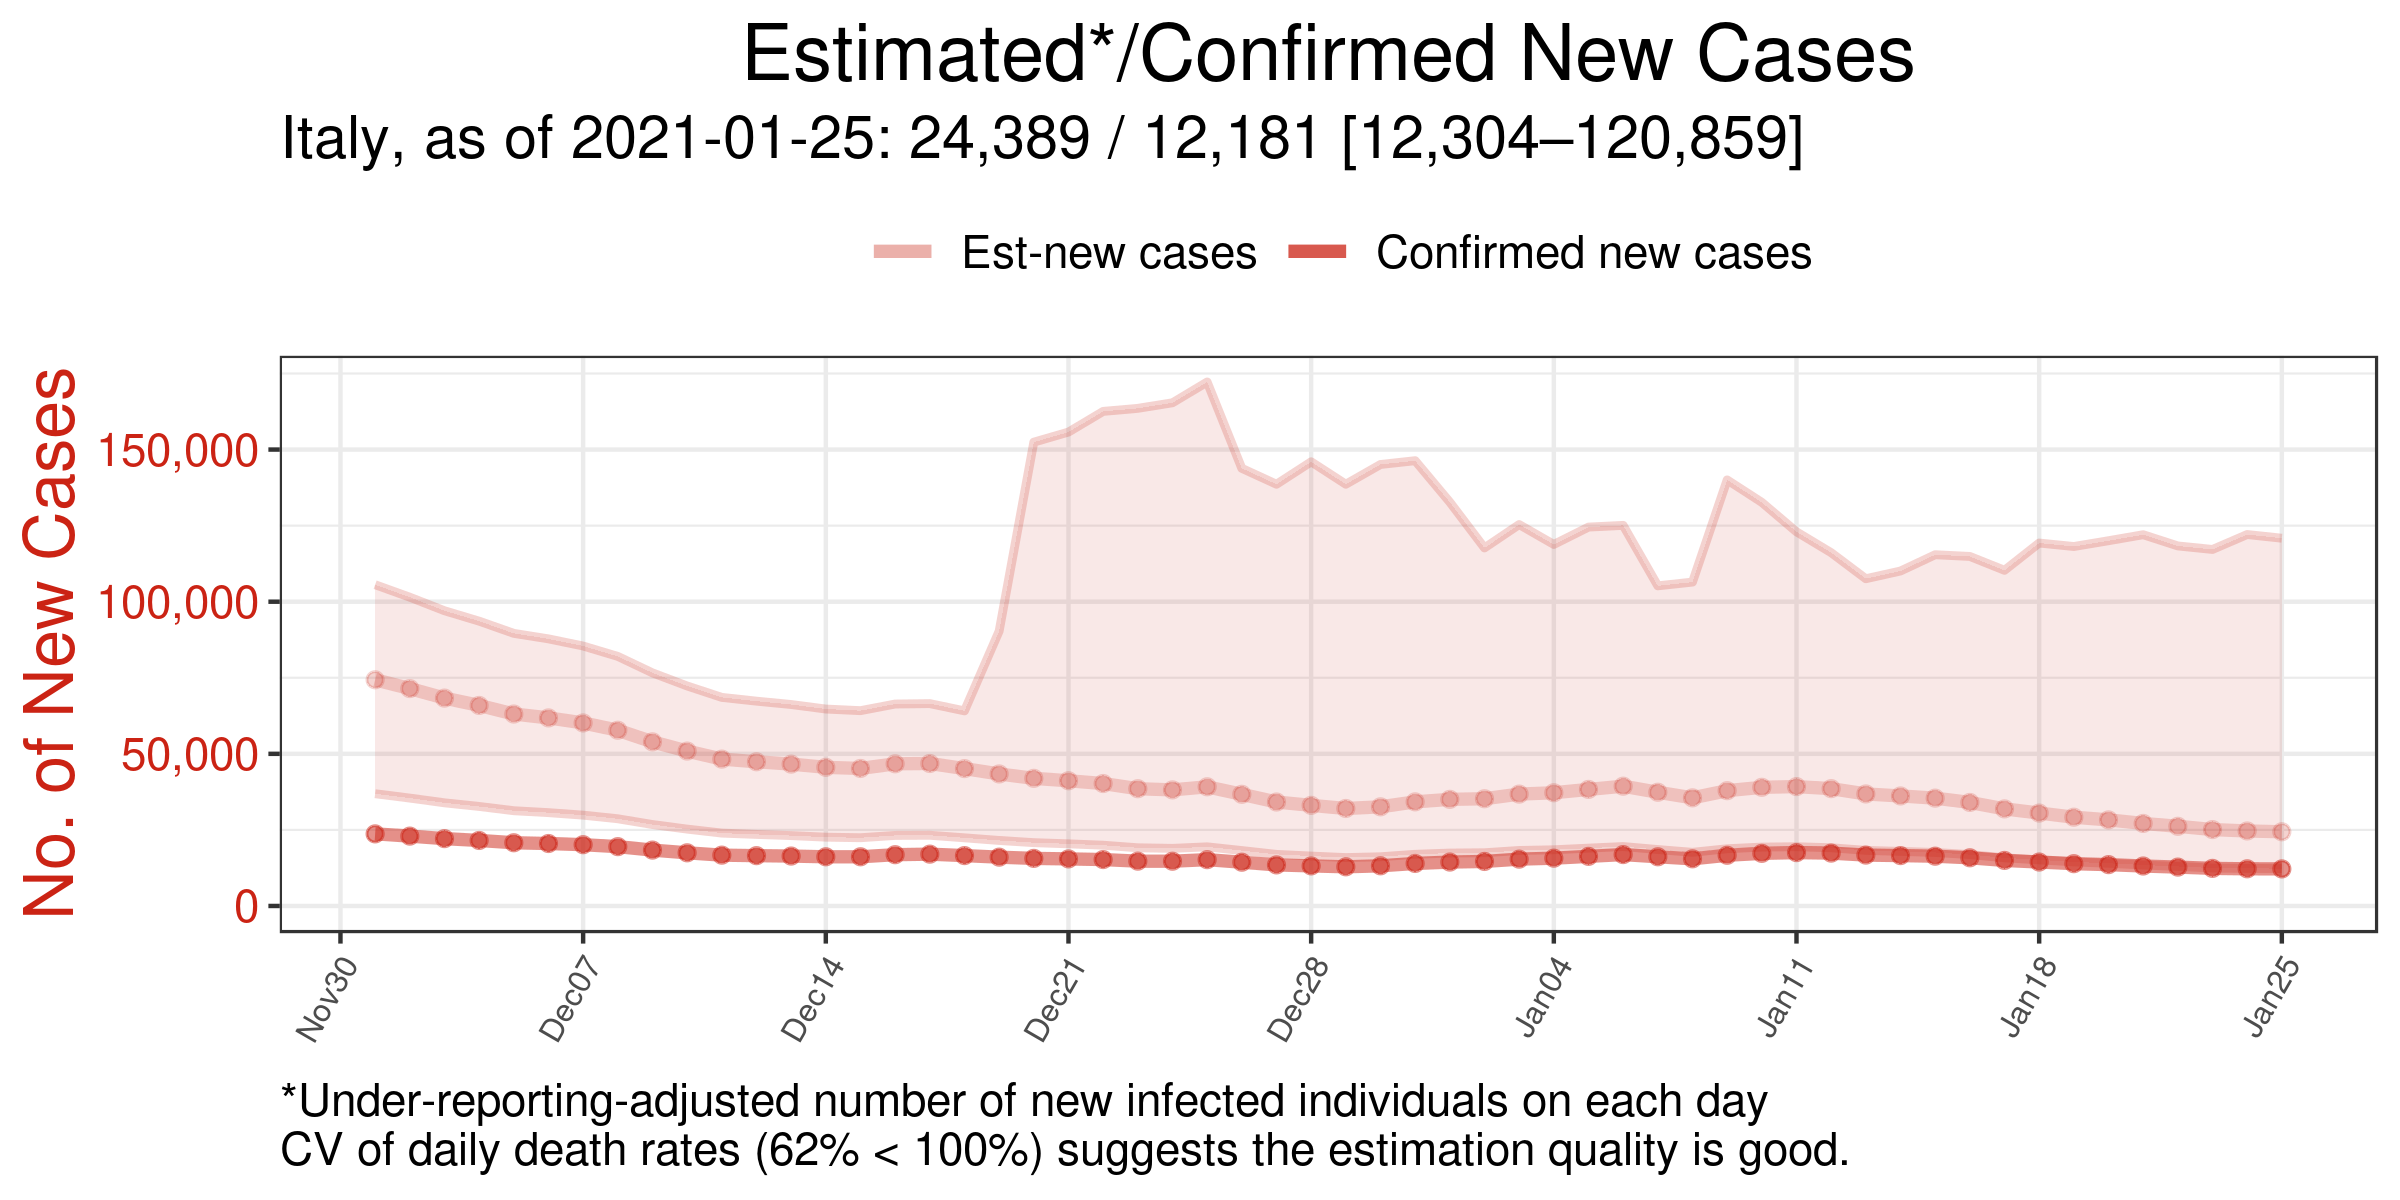 Estimated*/Confirmed New Cases
Italy, as of 2021-01-25: 24,389 / 12,181 [12,304–120,859]
Est-new cases Confirmed new cases
No. of New Cases
150,000
100,000
50,000
0
Nov30 Dec07 Dec14 Dec21 Dec28 Jan04 Jan11 Jan18 Jan25
*Under-reporting-adjusted number of new infected individuals on each day
CV of daily death rates (62% < 100%) suggests the estimation quality is good.